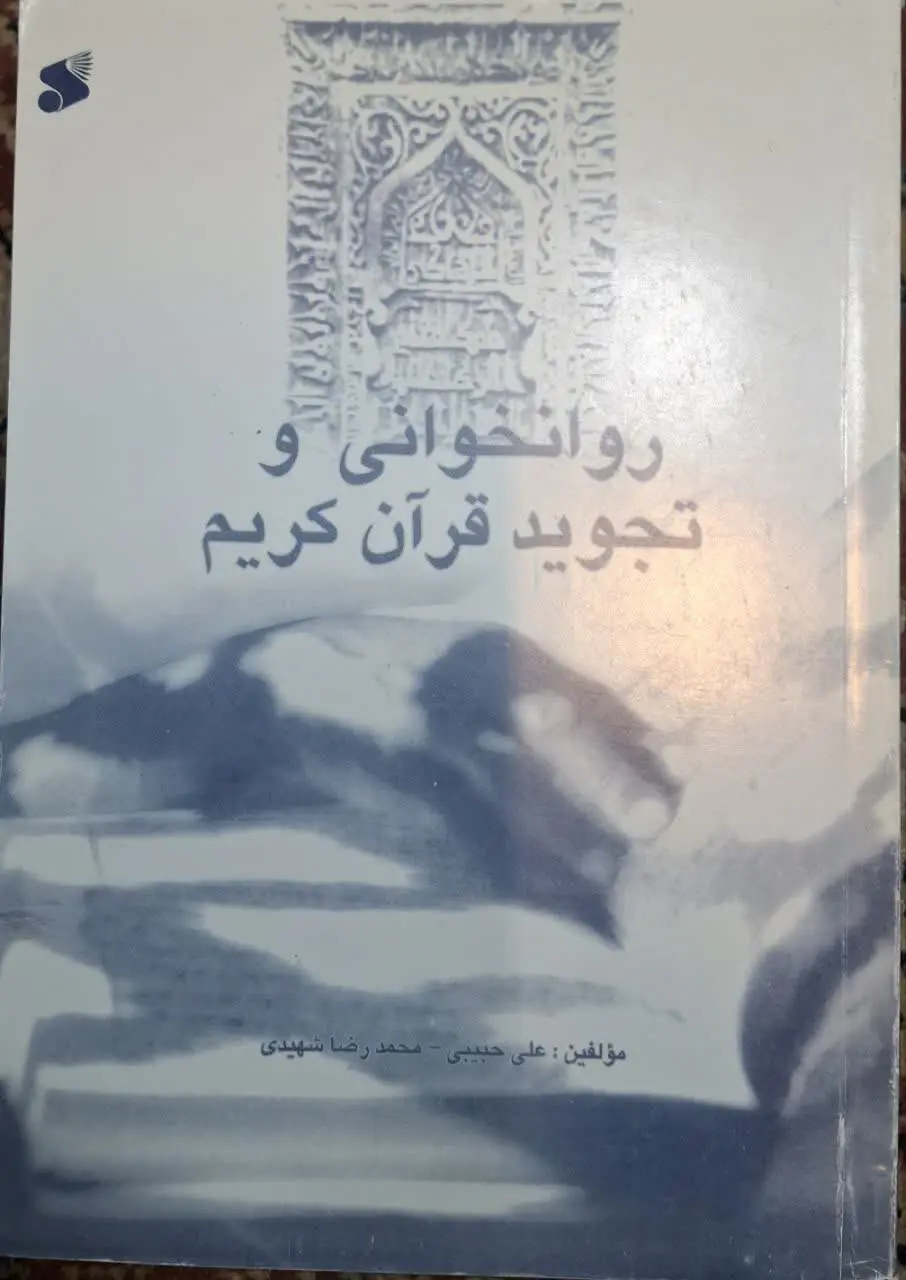 روانخوانی و
تجوید قرآن کریم
مؤلفین : علی حبیبی - محمد رضا شهیدی